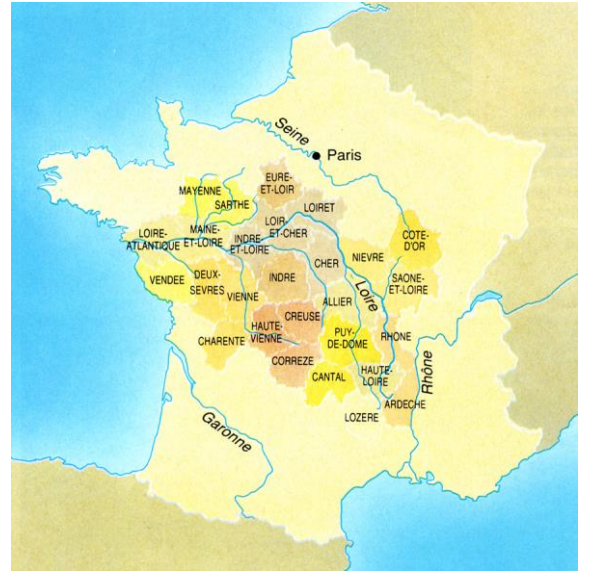 Seine
Paris
EURE-
ET-LOIR
MAYENNE
SARTHE
LOIRET
LOIR-
ET-CHER
LOIRE-
ATLANTIQUE
MAINE-
ET-LOIRE
INDRE-
ET-LOIRE
COTE-
D'OR
CHER
NIEVRE
VENDEE
DEUX-
SEVRES
INDRE
SAONE-
ET-LOIRE
VIENNE
Loire
ALLIER
CREUSE
HAUTE-
VIENNE
PUY-
DE-DOME
RHONE
CHARENTE
CORREZE
CANTAL
HAUTE-
LOIRE
Rhône
ARDECHE
LOZERE
Garonne